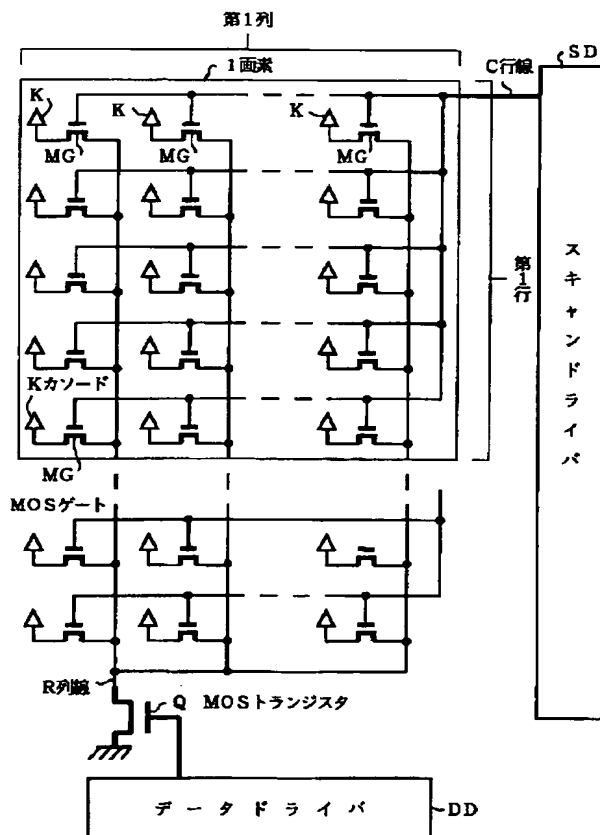 第1列
1画素
C行線
SD
K
K
K
MG
MG
MG
第1行
スキャンドライバ
Kカソード
MG
MOSゲート
R列線
Q MOSトランジスタ
データドライバ
DD